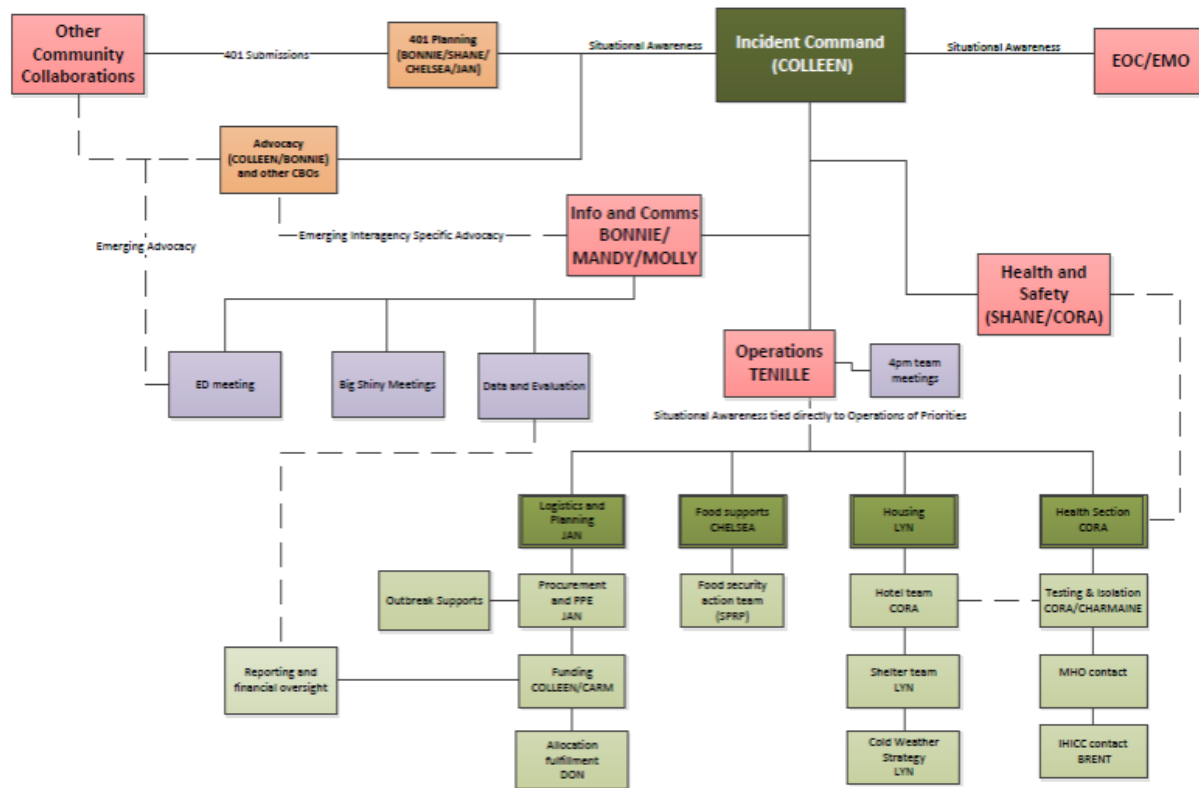 Other
Community
Collaborations
401 Submissions
401 Planning
(BONNIE/SHANE/
CHELSEA/JAN)
Situational Awareness
Incident Command
(COLLEEN)
Situational Awareness
EOC/EMO
Advocacy
(COLLEEN/BONNIE)
and other CBOs
Emerging Advocacy
Emerging Interagency Specific Advocacy
Info and Comms
BONNIE/
MANDY/MOLLY
Health and
Safety
(SHANE/CORA)
ED meeting
Big Shiny Meetings
Data and Evaluation
Operations
TENILLE
4pm team
meetings
Situational Awareness tied directly to Operations of Priorities
Logistics and
Planning
JAN
Food supports
CHELSEA
Housing
LYN
Health Section
CORA
Outbreak Supports
Procurement
and PPE
JAN
Food security
action team
(SPRP)
Hotel team
CORA
Testing & Isolation
CORA/CHARMAINE
Reporting and
financial oversight
Funding
COLLEEN/CARM
Shelter team
LYN
MHO contact
Allocation
fulfillment
DON
Cold Weather
Strategy
LYN
IHICC contact
BRENT